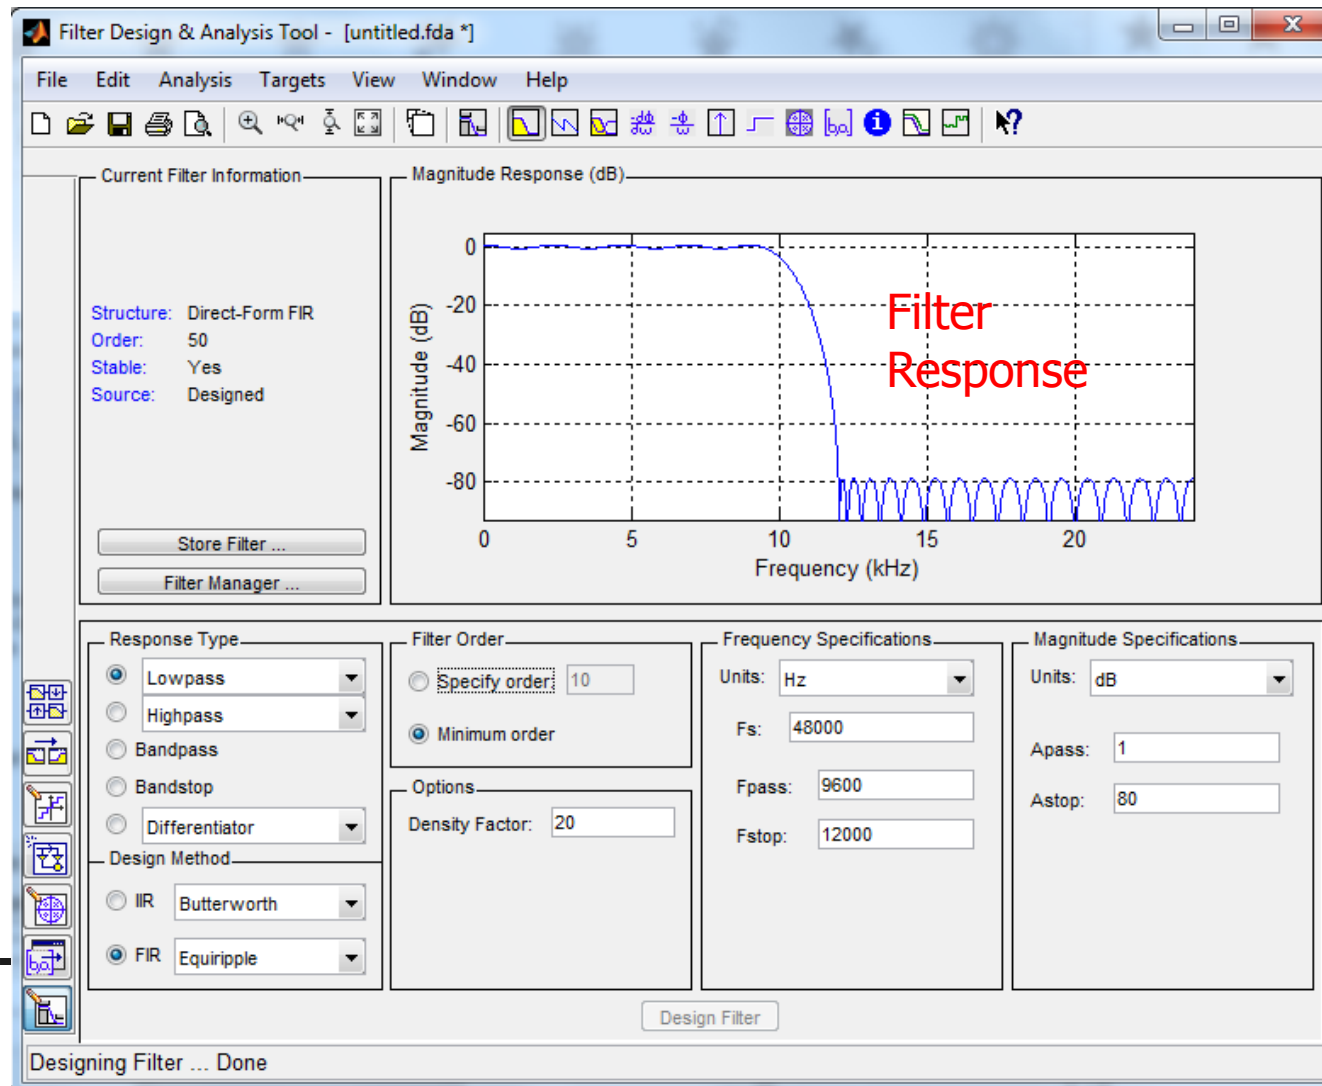 Filter Design & Analysis Tool - [untitled.fda *]
File Edit Analysis Targets View Window Help
Current Filter Information
Structure: Direct-Form FIR
Order: 50
Stable: Yes
Source: Designed
Store Filter ...
Filter Manager ...
Magnitude Response (dB)
Magnitude (dB)
0
-20
-40
-60
-80
Filter
Response
0 5 10 15 20
Frequency (kHz)
Response Type
Lowpass
Highpass
Bandpass
Bandstop
Differentiator
Design Method
IIR Butterworth
FIR Equiripple
Filter Order
Specify order: 10
Minimum order
Options
Density Factor: 20
Frequency Specifications
Units: Hz
Fs: 48000
Fpass: 9600
Fstop: 12000
Magnitude Specifications
Units: dB
Apass: 1
Astop: 80
Design Filter
Designing Filter ... Done